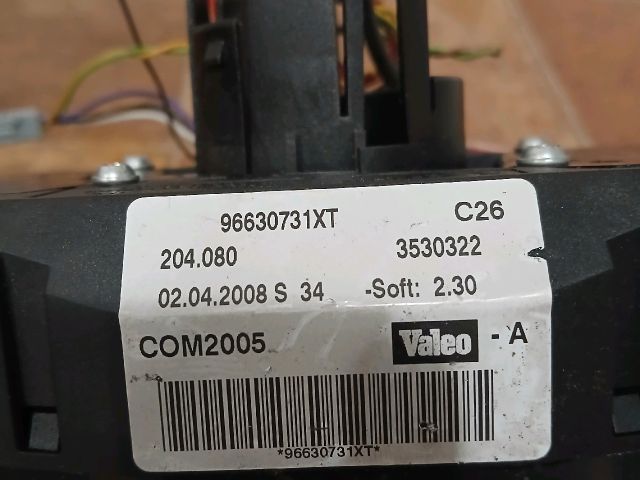 96630731XT C26
204.080 3530322
02.04.2008 S 34 -Soft: 2.30
COM2005 Valeo - A
*96630731XT*